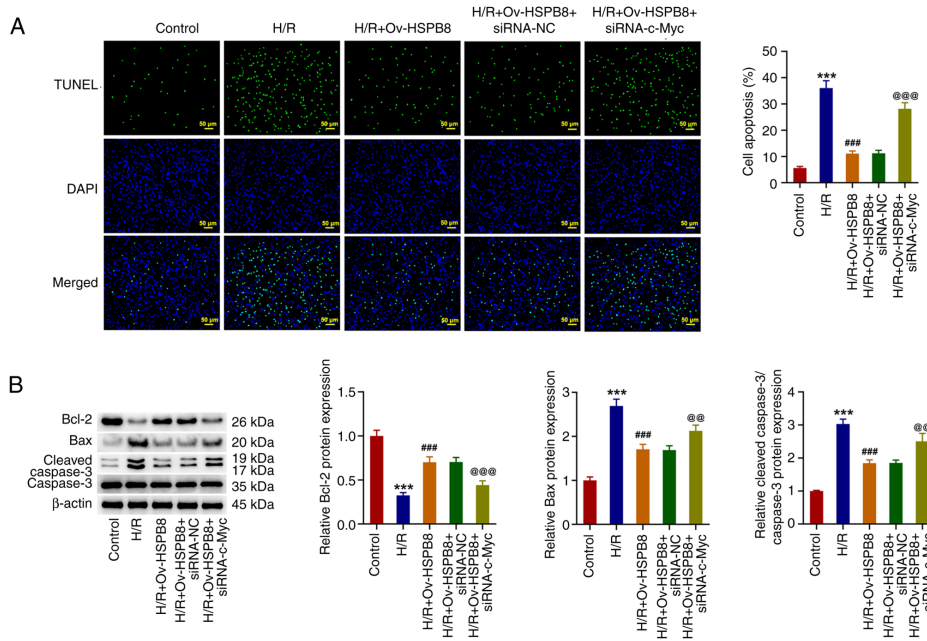 A
Control
H/R
H/R+Ov-HSPB8
H/R+Ov-HSPB8+
siRNA-NC
H/R+Ov-HSPB8+
siRNA-c-Myc
TUNEL
50 µm
50 µm
50 µm
50 µm
50 µm
DAPI
50 µm
50 µm
50 µm
50 µm
50 µm
Merged
50 µm
50 µm
50 µm
50 µm
50 µm
Cell apoptosis (%)
50
40
30
20
10
0
***
###
@@@
Control
H/R
H/R+Ov-HSPB8
H/R+Ov-HSPB8+
siRNA-NC
H/R+Ov-HSPB8+
siRNA-c-Myc
B
Bcl-2
26 kDa
Bax
20 kDa
Cleaved
caspase-3
19 kDa
17 kDa
Caspase-3
35 kDa
β-actin
45 kDa
Control
H/R
H/R+Ov-HSPB8
H/R+Ov-HSPB8+
siRNA-NC
H/R+Ov-HSPB8+
siRNA-c-Myc
Relative Bcl-2 protein expression
1.5
1.0
0.5
0.0
***
###
@@@
Control
H/R
H/R+Ov-HSPB8
H/R+Ov-HSPB8+
siRNA-NC
H/R+Ov-HSPB8+
siRNA-c-Myc
Relative Bax protein expression
3
2
1
0
***
###
@@
Control
H/R
H/R+Ov-HSPB8
H/R+Ov-HSPB8+
siRNA-NC
H/R+Ov-HSPB8+
siRNA-c-Myc
Relative cleaved caspase-3/
caspase-3 protein expression
4
3
2
1
0
***
###
Control
H/R
H/R+Ov-HSPB8
H/R+Ov-HSPB8+
siRNA-NC
H/R+Ov-HSPB8+
siRNA-c-Myc